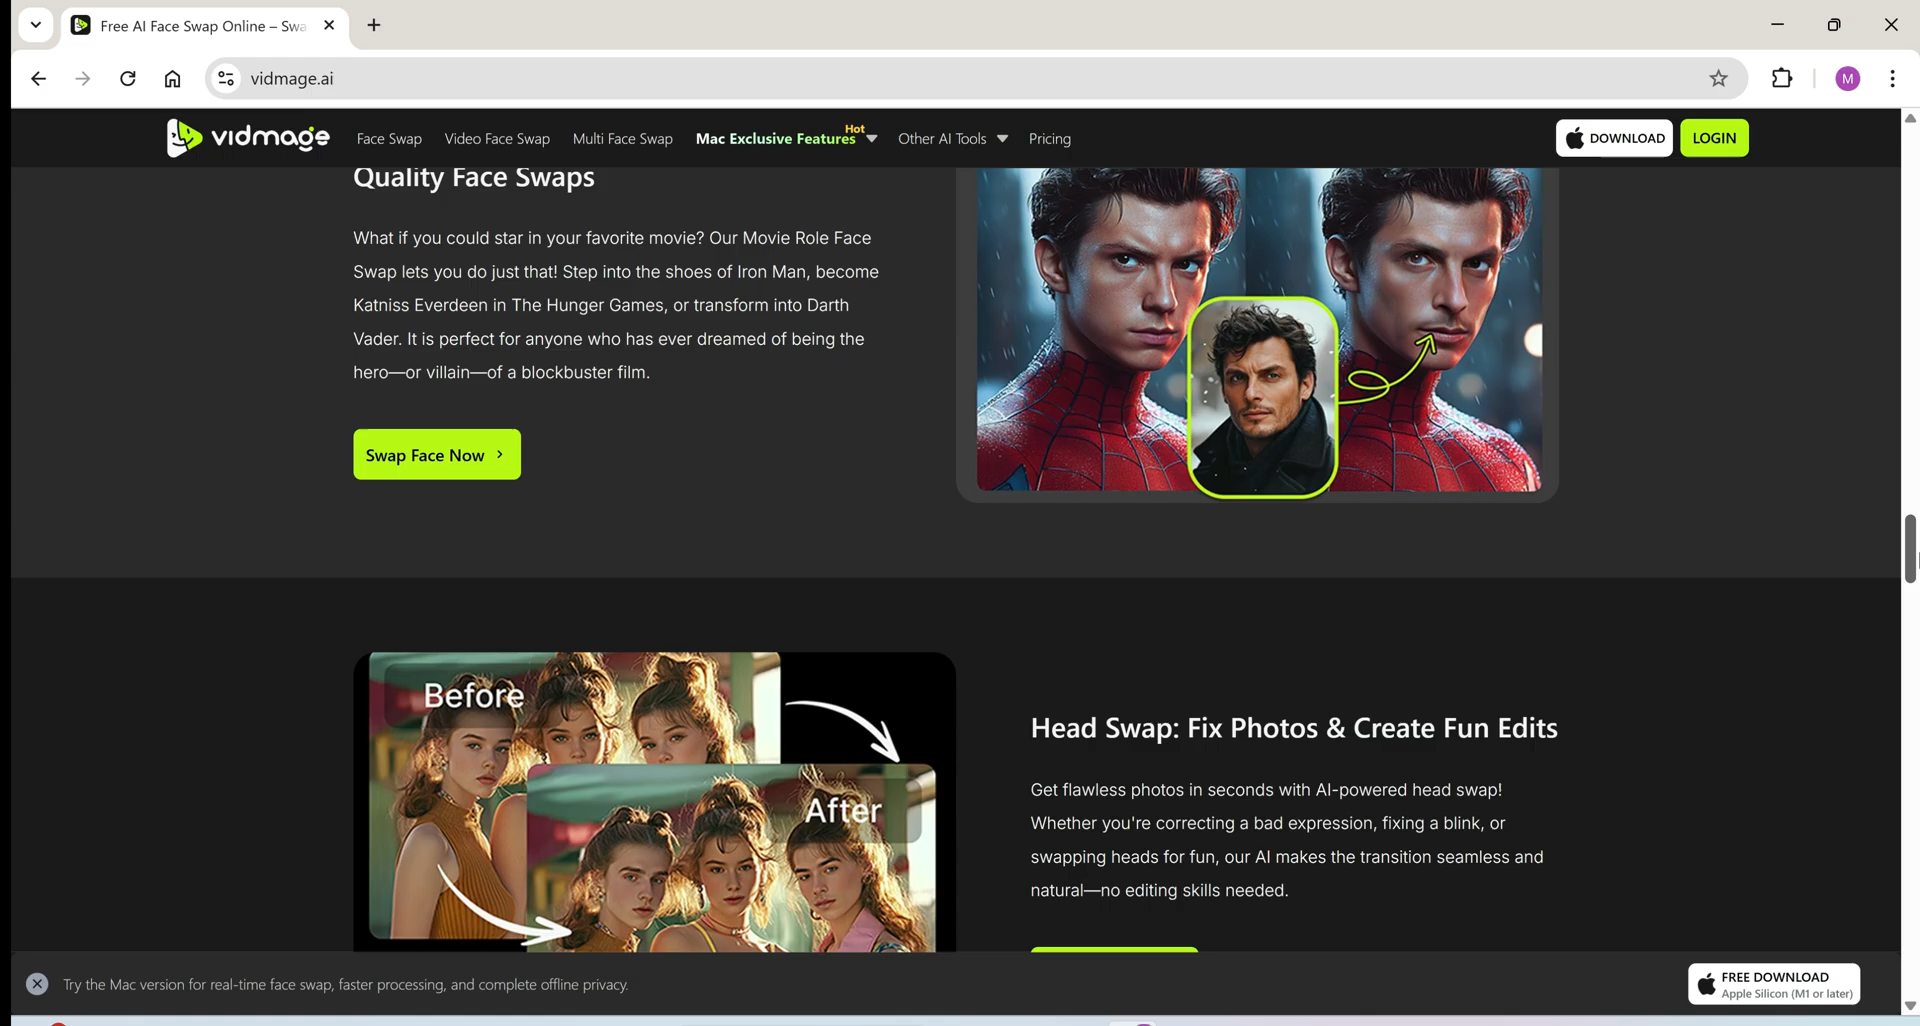 Free AI Face Swap Online – Swa
vidmage.ai
M
vidmage
Face Swap
Video Face Swap
Multi Face Swap
Mac Exclusive Features
Hot
Other AI Tools
Pricing
DOWNLOAD
LOGIN
Quality Face Swaps
What if you could star in your favorite movie? Our Movie Role Face
Swap lets you do just that! Step into the shoes of Iron Man, become
Katniss Everdeen in The Hunger Games, or transform into Darth
Vader. It is perfect for anyone who has ever dreamed of being the
hero—or villain—of a blockbuster film.
Swap Face Now
Before
After
Head Swap: Fix Photos & Create Fun Edits
Get flawless photos in seconds with AI-powered head swap!
Whether you're correcting a bad expression, fixing a blink, or
swapping heads for fun, our AI makes the transition seamless and
natural—no editing skills needed.
Try the Mac version for real-time face swap, faster processing, and complete offline privacy.
FREE DOWNLOAD
Apple Silicon (M1 or later)